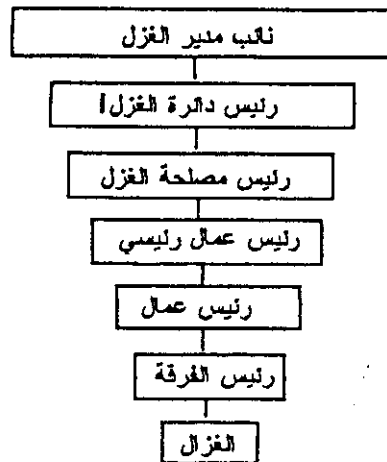 نائب مدير الغزل
رئيس دائرة الغزل I
رئيس مصلحة الغزل
رئيس عمال رئيسي
رئيس عمال
رئيس الفرقة
الغزال